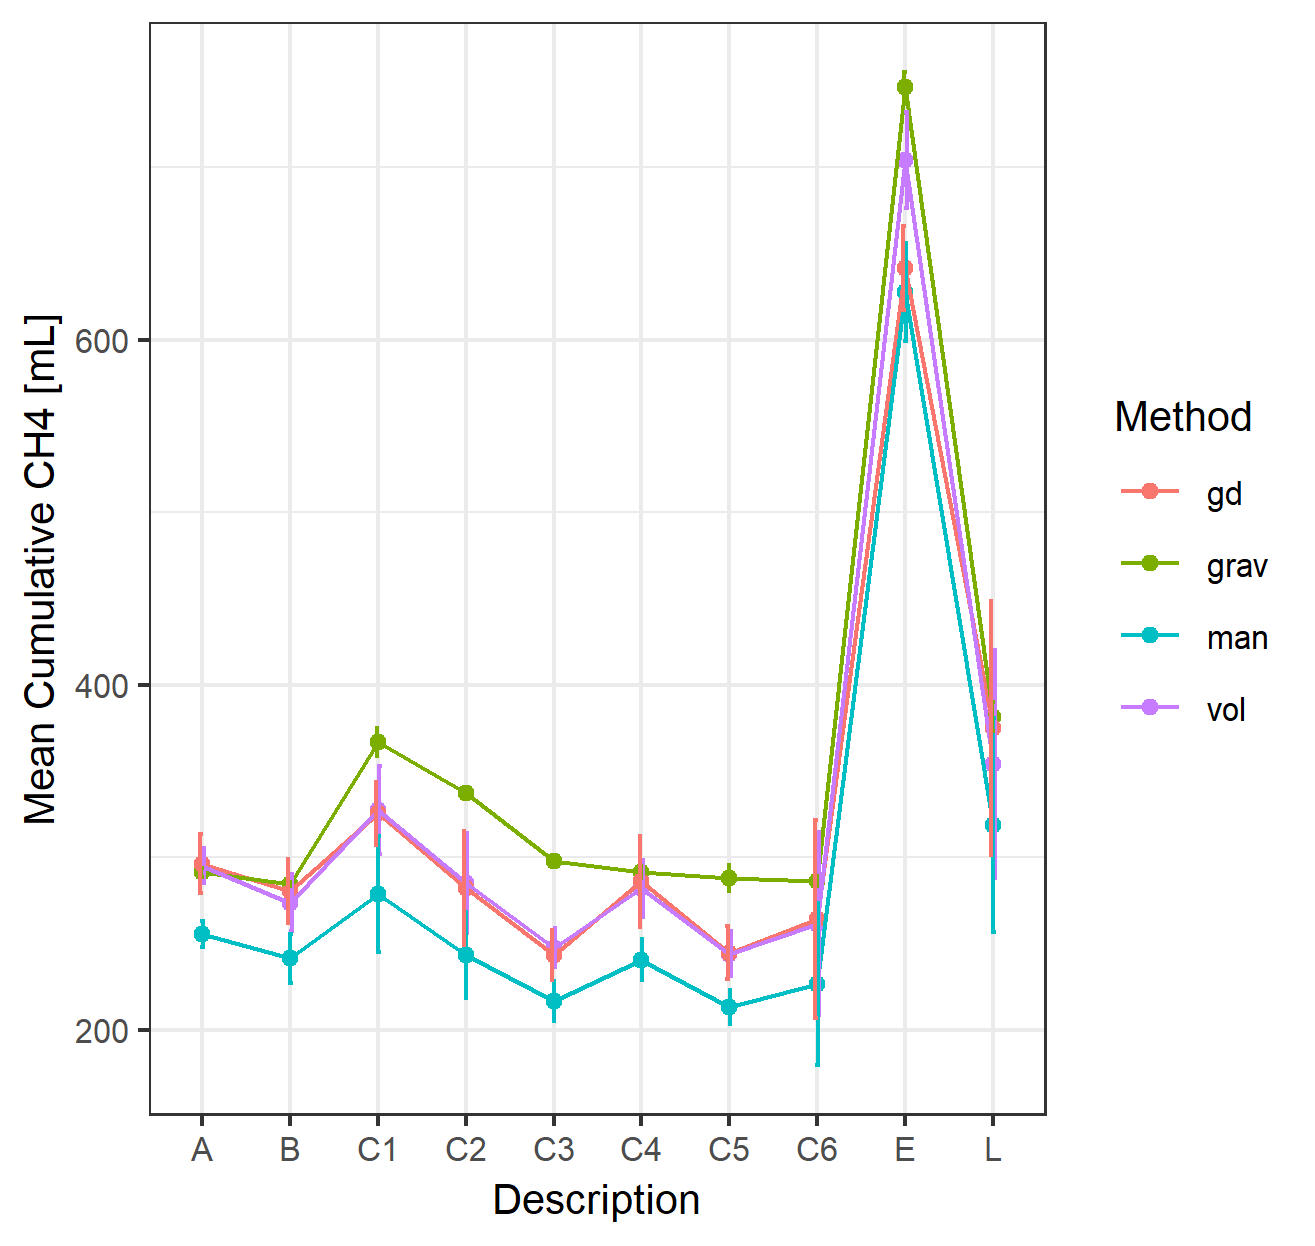 Mean Cumulative CH4 [mL]
600
400
200
A B C1 C2 C3 C4 C5 C6 E L
Description
Method
gd
grav
man
vol